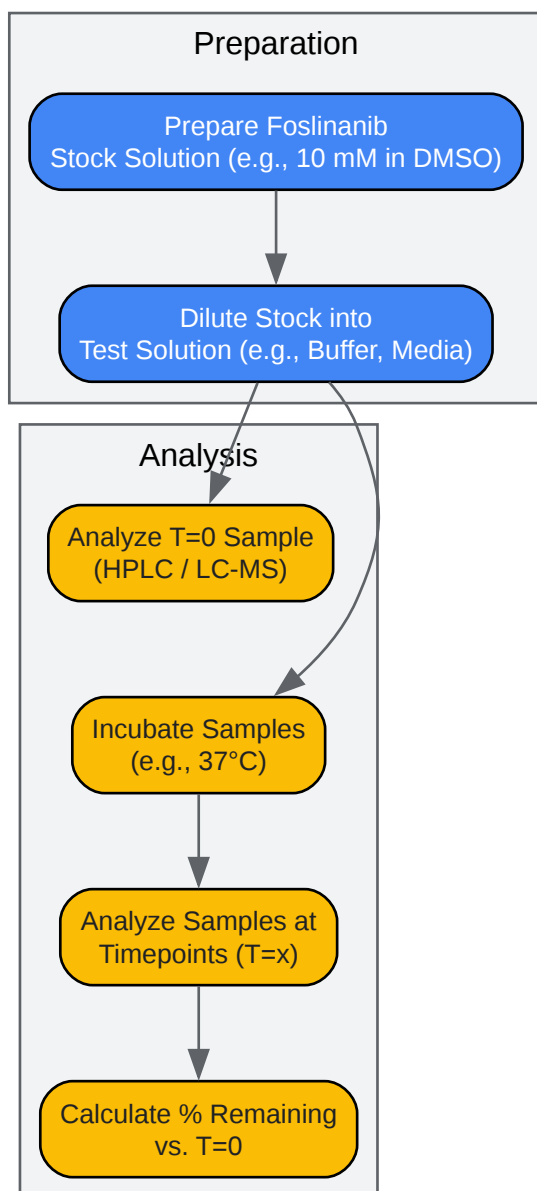 Preparation
Prepare Foslinanib
Stock Solution (e.g., 10 mM in DMSO)
Dilute Stock into
Test Solution (e.g., Buffer, Media)
Analysis
Analyze T=0 Sample
(HPLC / LC-MS)
Incubate Samples
(e.g., 37°C)
Analyze Samples at
Timepoints (T=x)
Calculate % Remaining
vs. T=0